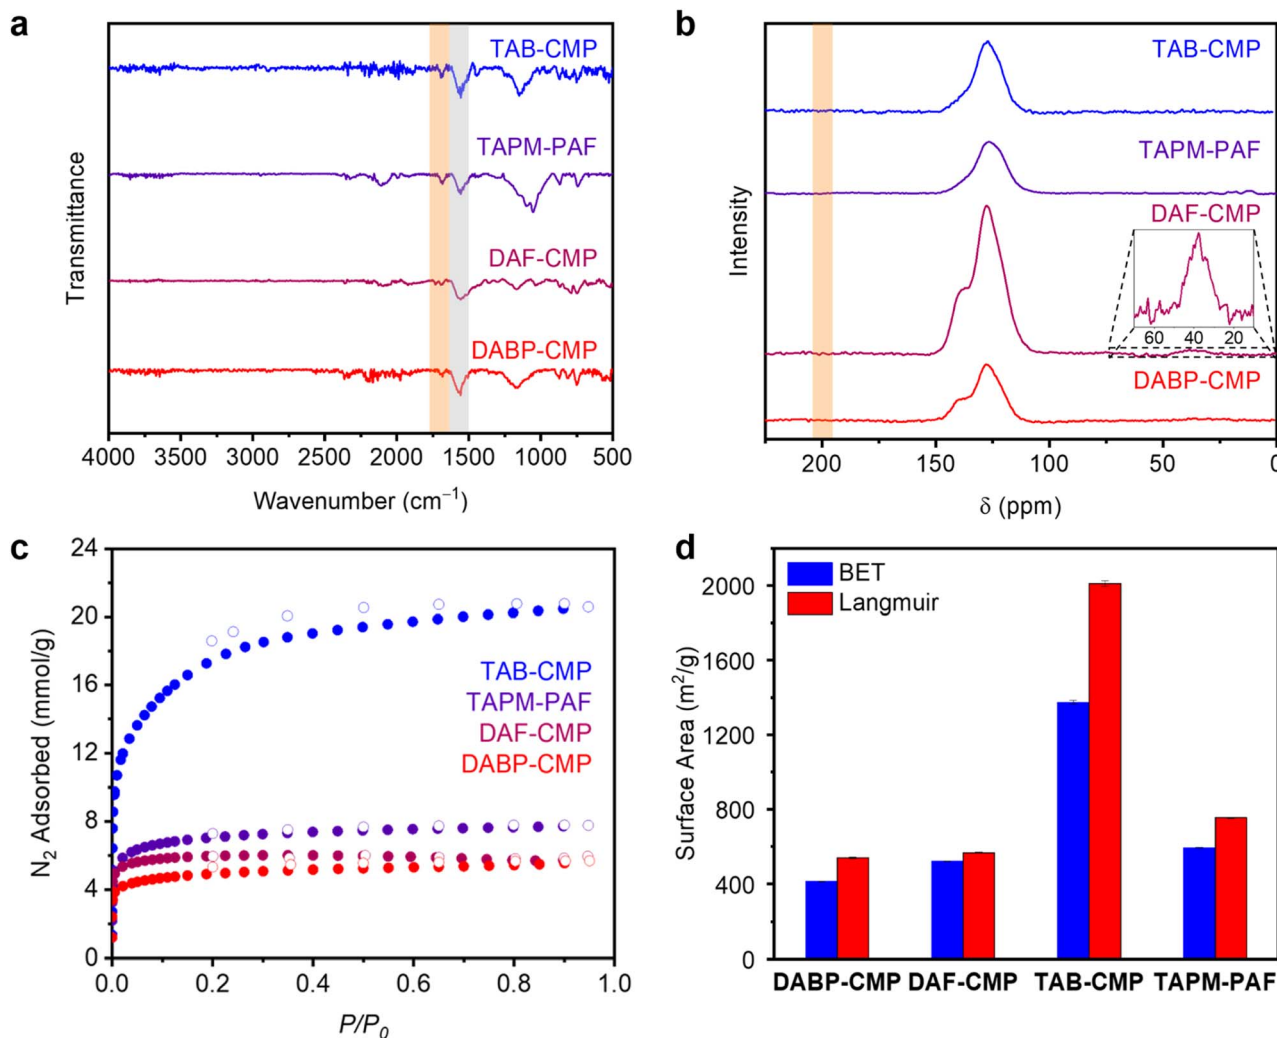 a
TAB-CMP
TAPM-PAF
DAF-CMP
DABP-CMP
Transmittance
4000 3500 3000 2500 2000 1500 1000 500
Wavenumber (cm⁻¹)
b
TAB-CMP
TAPM-PAF
DAF-CMP
60 40 20
DABP-CMP
Intensity
200 150 100 50 0
δ (ppm)
c
24
20
16
12
8
4
0
N₂ Adsorbed (mmol/g)
TAB-CMP
TAPM-PAF
DAF-CMP
DABP-CMP
0.0 0.2 0.4 0.6 0.8 1.0
P/P₀
d
BET
Langmuir
2000
1600
1200
800
400
0
Surface Area (m²/g)
DABP-CMP DAF-CMP TAB-CMP TAPM-PAF